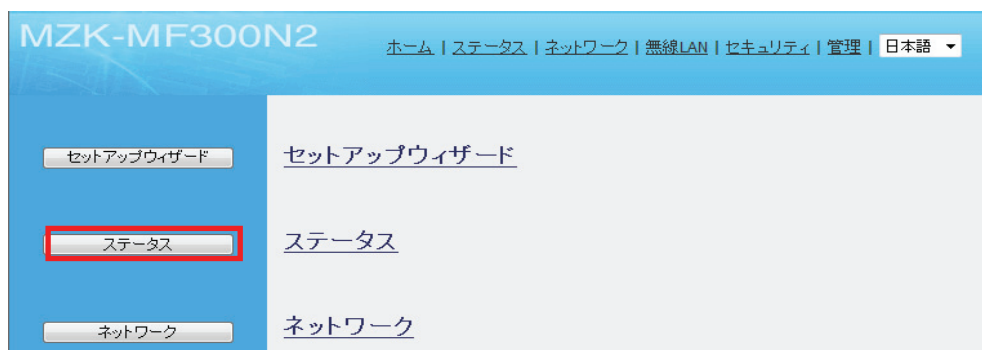 MZK-MF300N2
ホーム | ステータス | ネットワーク | 無線LAN | セキュリティ | 管理 | 日本語
セットアップウィザード
セットアップウィザード
ステータス
ステータス
ネットワーク
ネットワーク